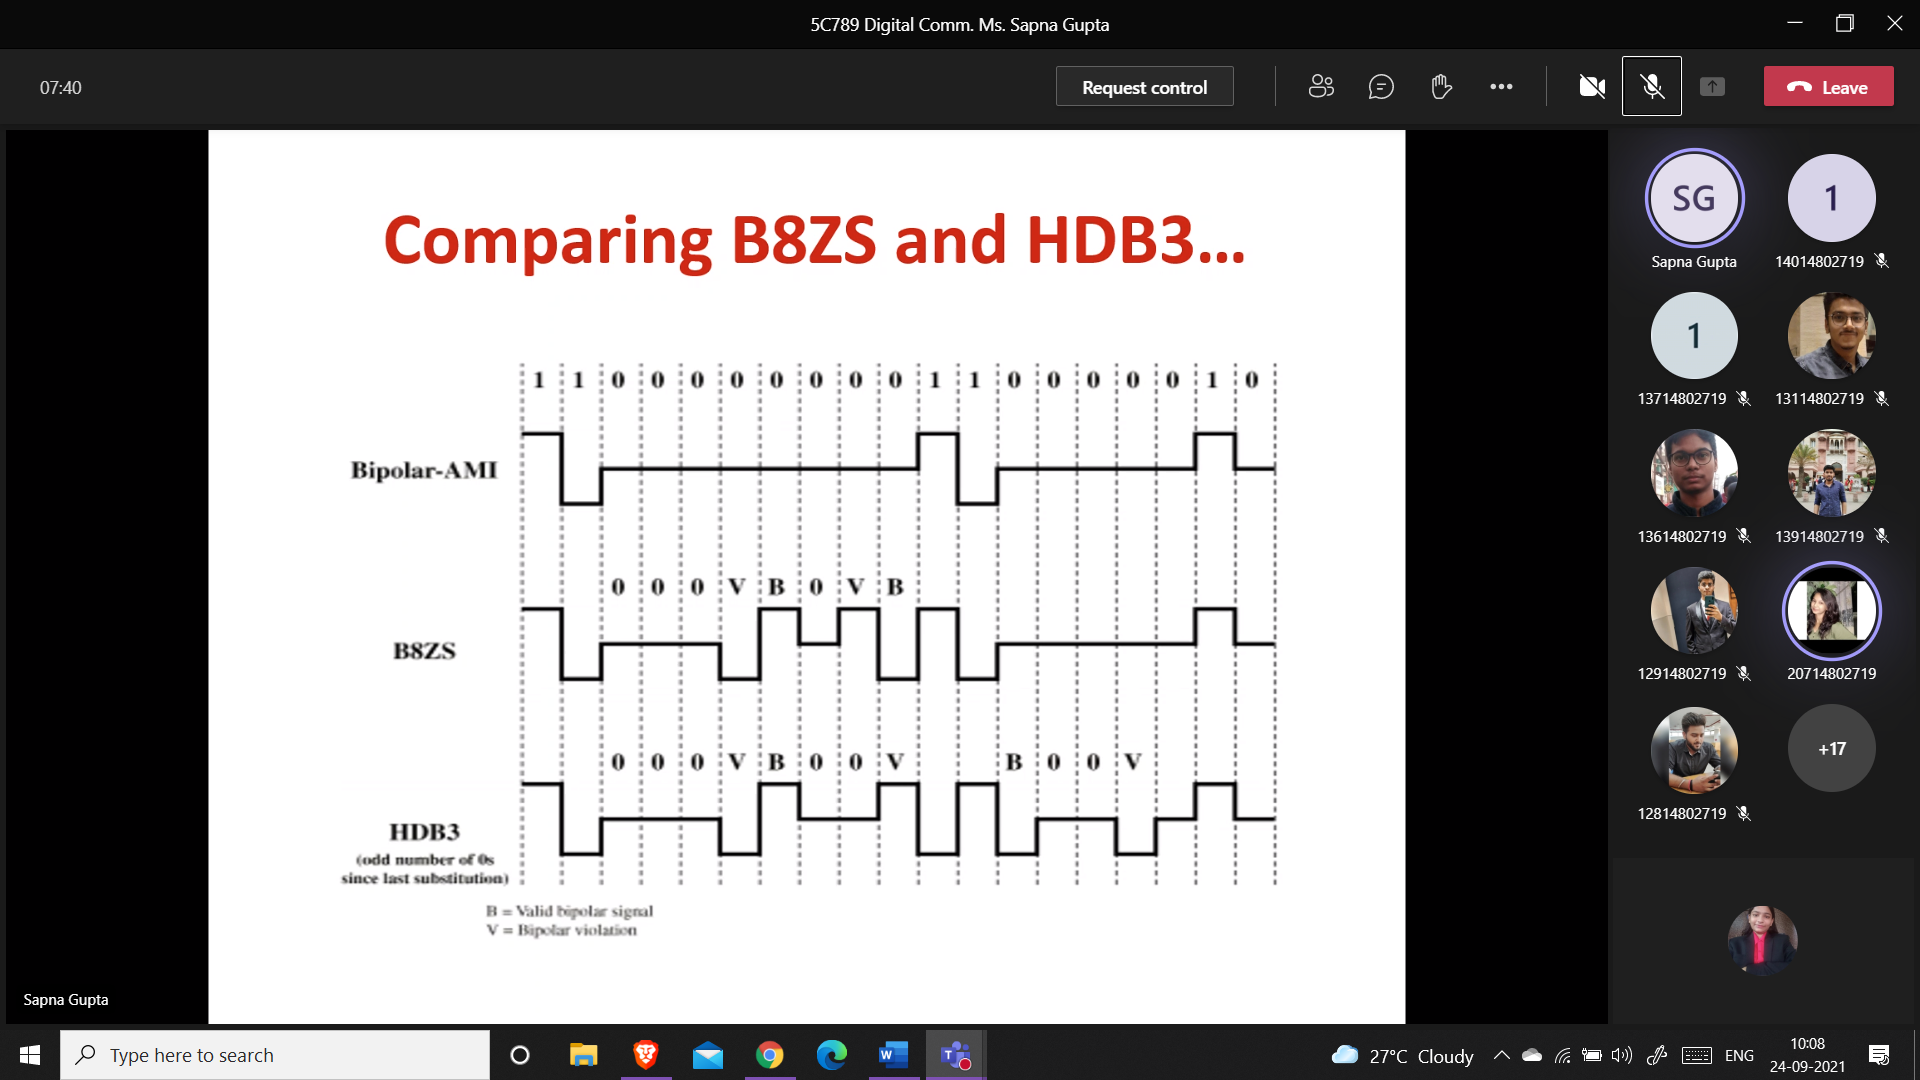 5C789 Digital Comm. Ms. Sapna Gupta
07:40
Request control
Leave
Comparing B8ZS and HDB3...
1 1 0 0 0 0 0 0 0 0 1 1 0 0 0 0 0 1 0
Bipolar-AMI
0 0 0 V B 0 V B
B8ZS
0 0 0 V B 0 0 V B 0 0 V
HDB3
(odd number of 0s
since last substitution)
B = Valid bipolar signal
V = Bipolar violation
Sapna Gupta
SG 1
Sapna Gupta 14014802719
1
13714802719 13114802719
13614802719 13914802719
12914802719 20714802719
+17
12814802719
Type here to search
27°C Cloudy
ENG
10:08
24-09-2021